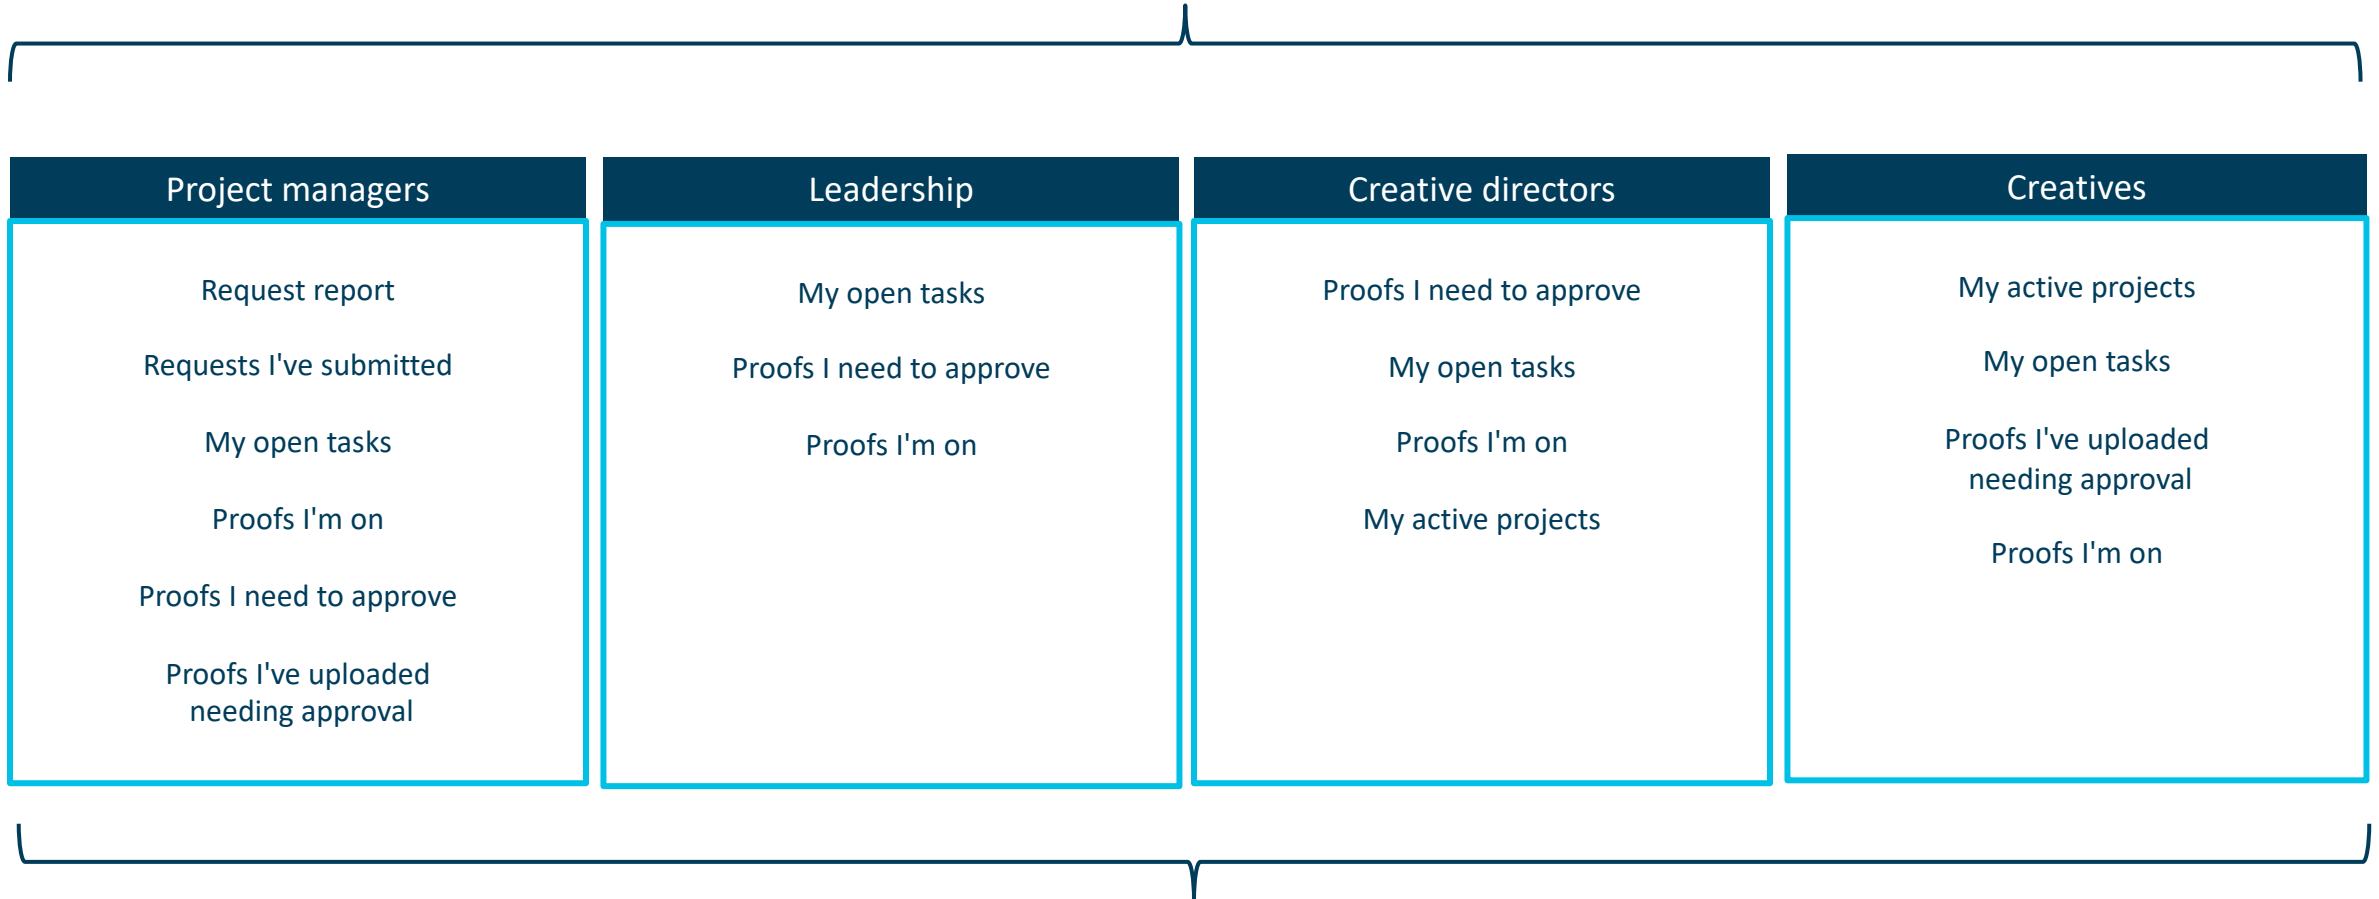 Project managers
Request report
Requests I've submitted
My open tasks
Proofs I'm on
Proofs I need to approve
Proofs I've uploaded
needing approval
Leadership
My open tasks
Proofs I need to approve
Proofs I'm on
Creative directors
Proofs I need to approve
My open tasks
Proofs I'm on
My active projects
Creatives
My active projects
My open tasks
Proofs I've uploaded
needing approval
Proofs I'm on